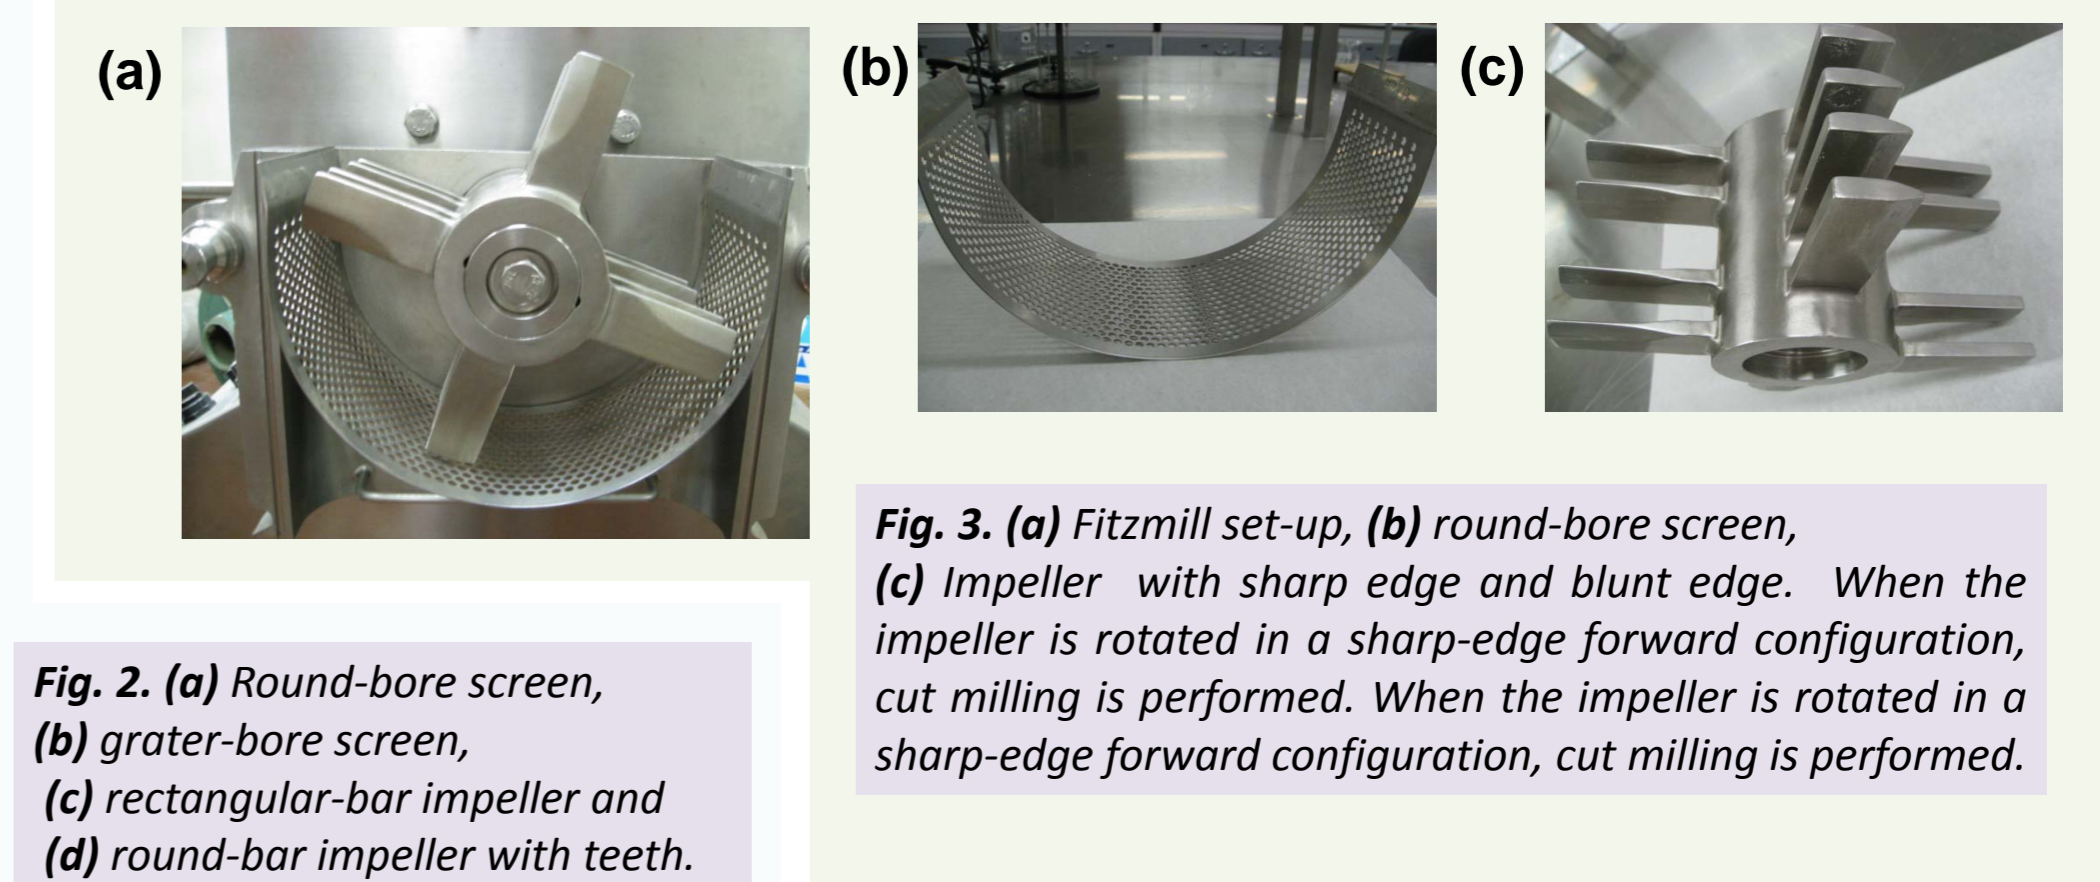 (a)
(b)
(c)
Fig. 3. (a) Fitzmill set-up, (b) round-bore screen,
(c) Impeller with sharp edge and blunt edge. When the
impeller is rotated in a sharp-edge forward configuration,
cut milling is performed. When the impeller is rotated in a
sharp-edge forward configuration, cut milling is performed.
Fig. 2. (a) Round-bore screen,
(b) grater-bore screen,
(c) rectangular-bar impeller and
(d) round-bar impeller with teeth.